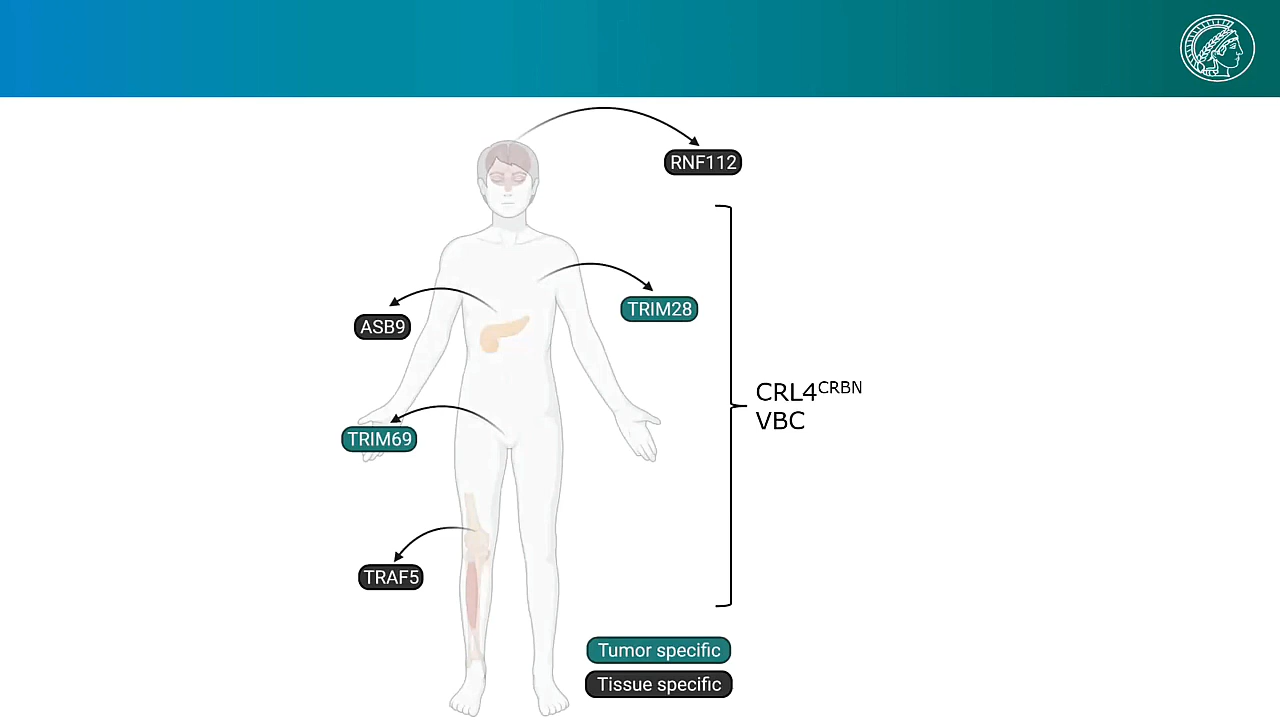 RNF112
TRIM28
ASB9
CRL4CRBN
VBC
TRIM69
TRAF5
Tumor specific
Tissue specific